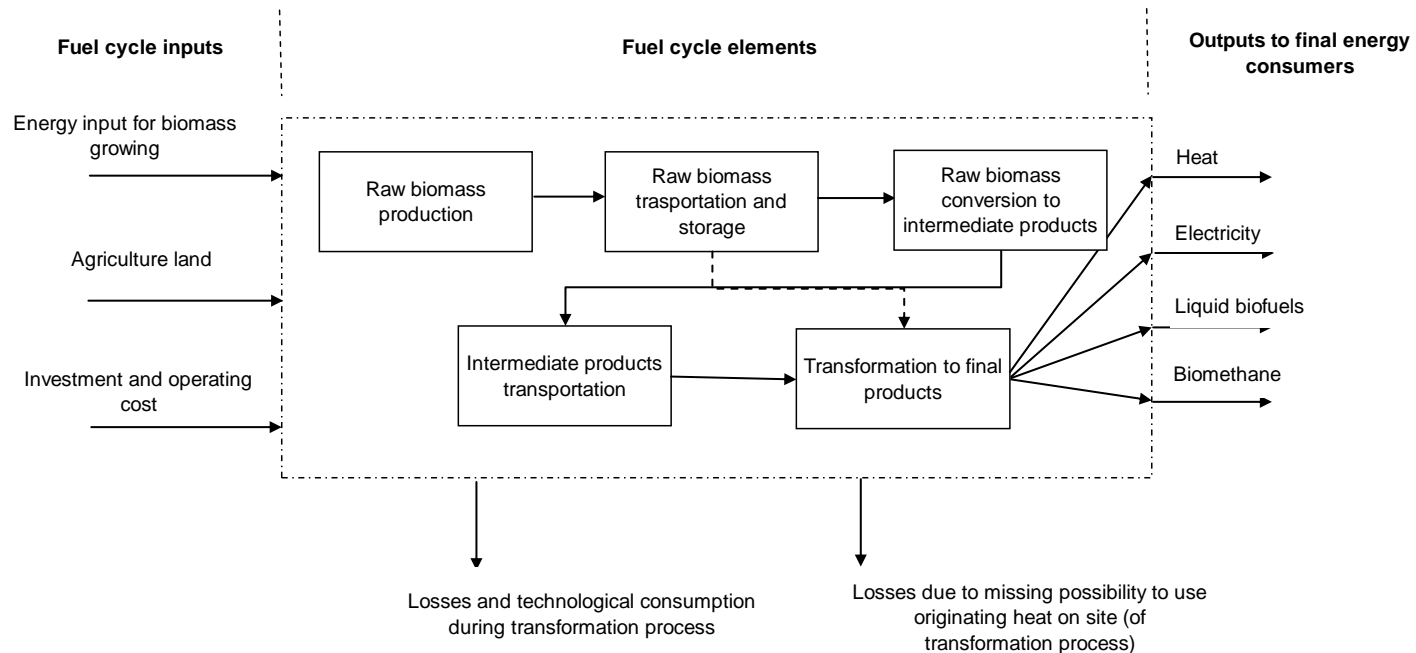 Fuel cycle inputs
Fuel cycle elements
Outputs to final energy
consumers
Energy input for biomass
growing
Agriculture land
Investment and operating
cost
Raw biomass
production
Raw biomass
trasportation and
storage
Raw biomass
conversion to
intermediate products
Intermediate products
transportation
Transformation to final
products
Heat
Electricity
Liquid biofuels
Biomethane
Losses and technological consumption
during transformation process
Losses due to missing possibility to use
originating heat on site (of
transformation process)